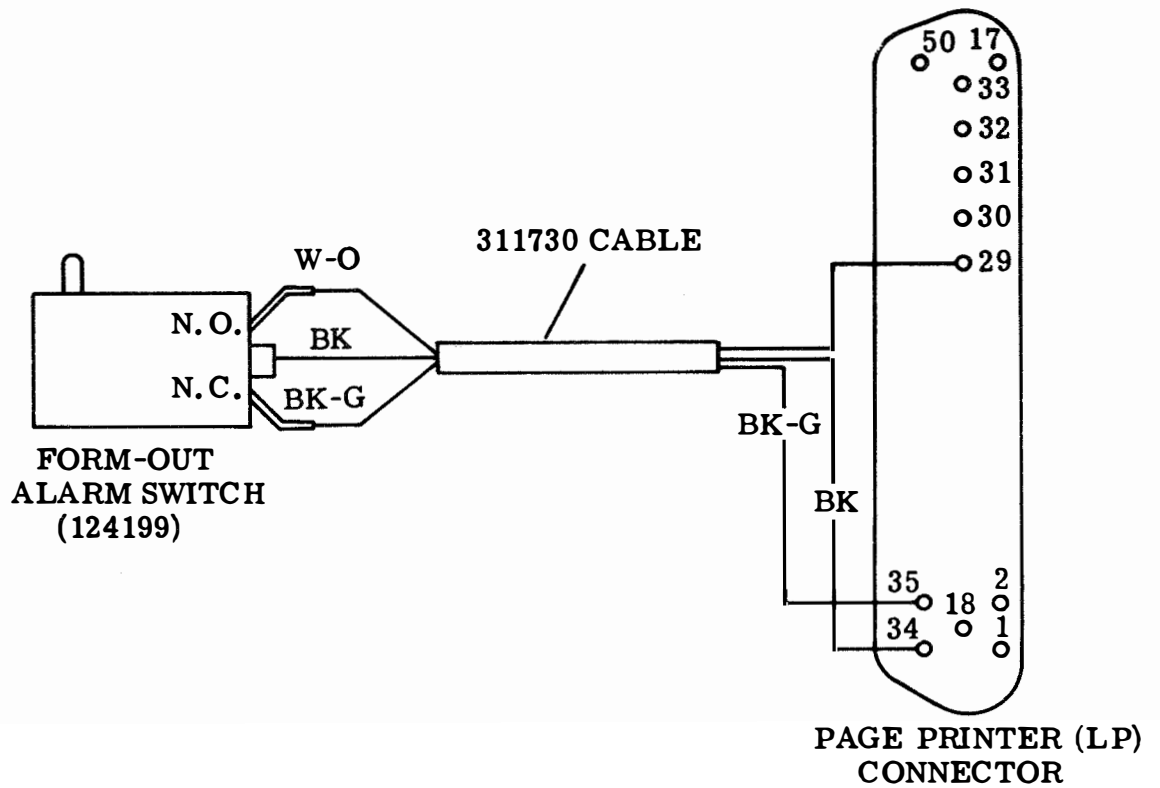 50 17
33
32
31
30
29
311730 CABLE
W-O
N.O.
BK
N.C.
BK-G
FORM-OUT
ALARM SWITCH
(124199)
BK-G
BK
35
18
2
34
1
PAGE PRINTER (LP)
CONNECTOR